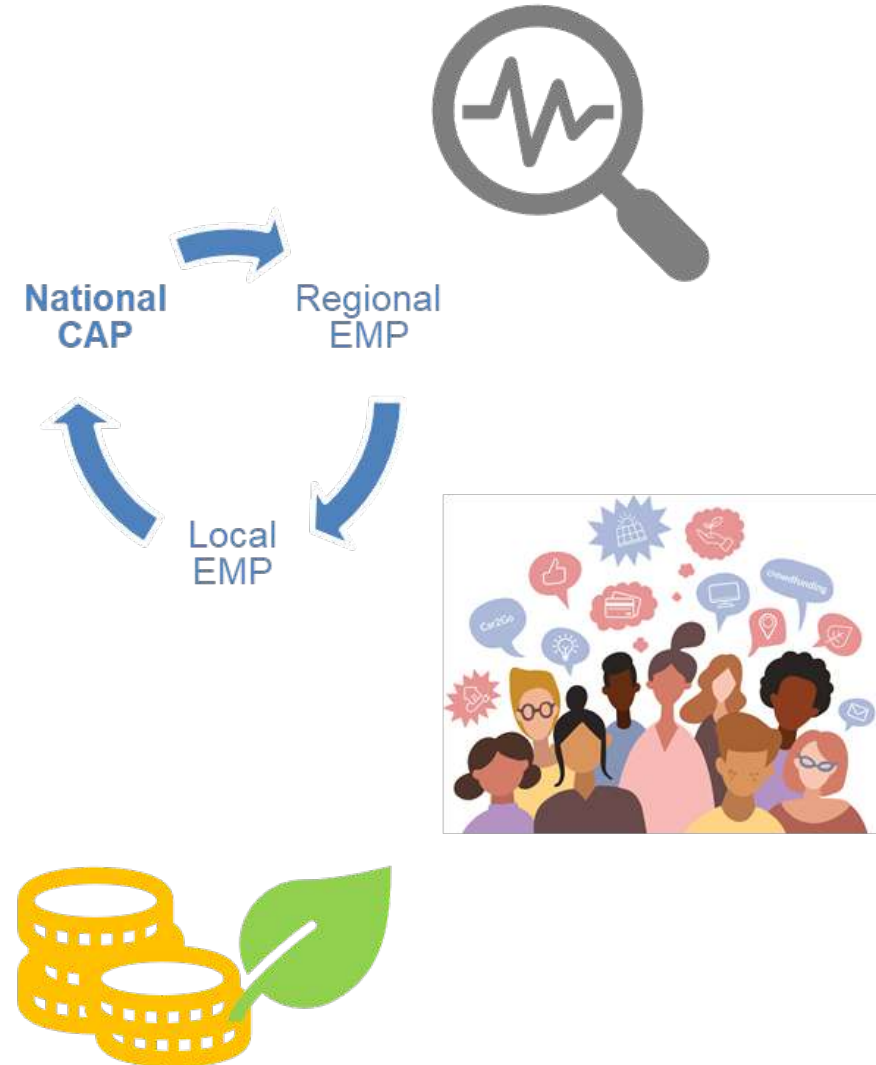 National
CAP
Regional
EMP
Local
EMP
Car2Go
crowdfunding